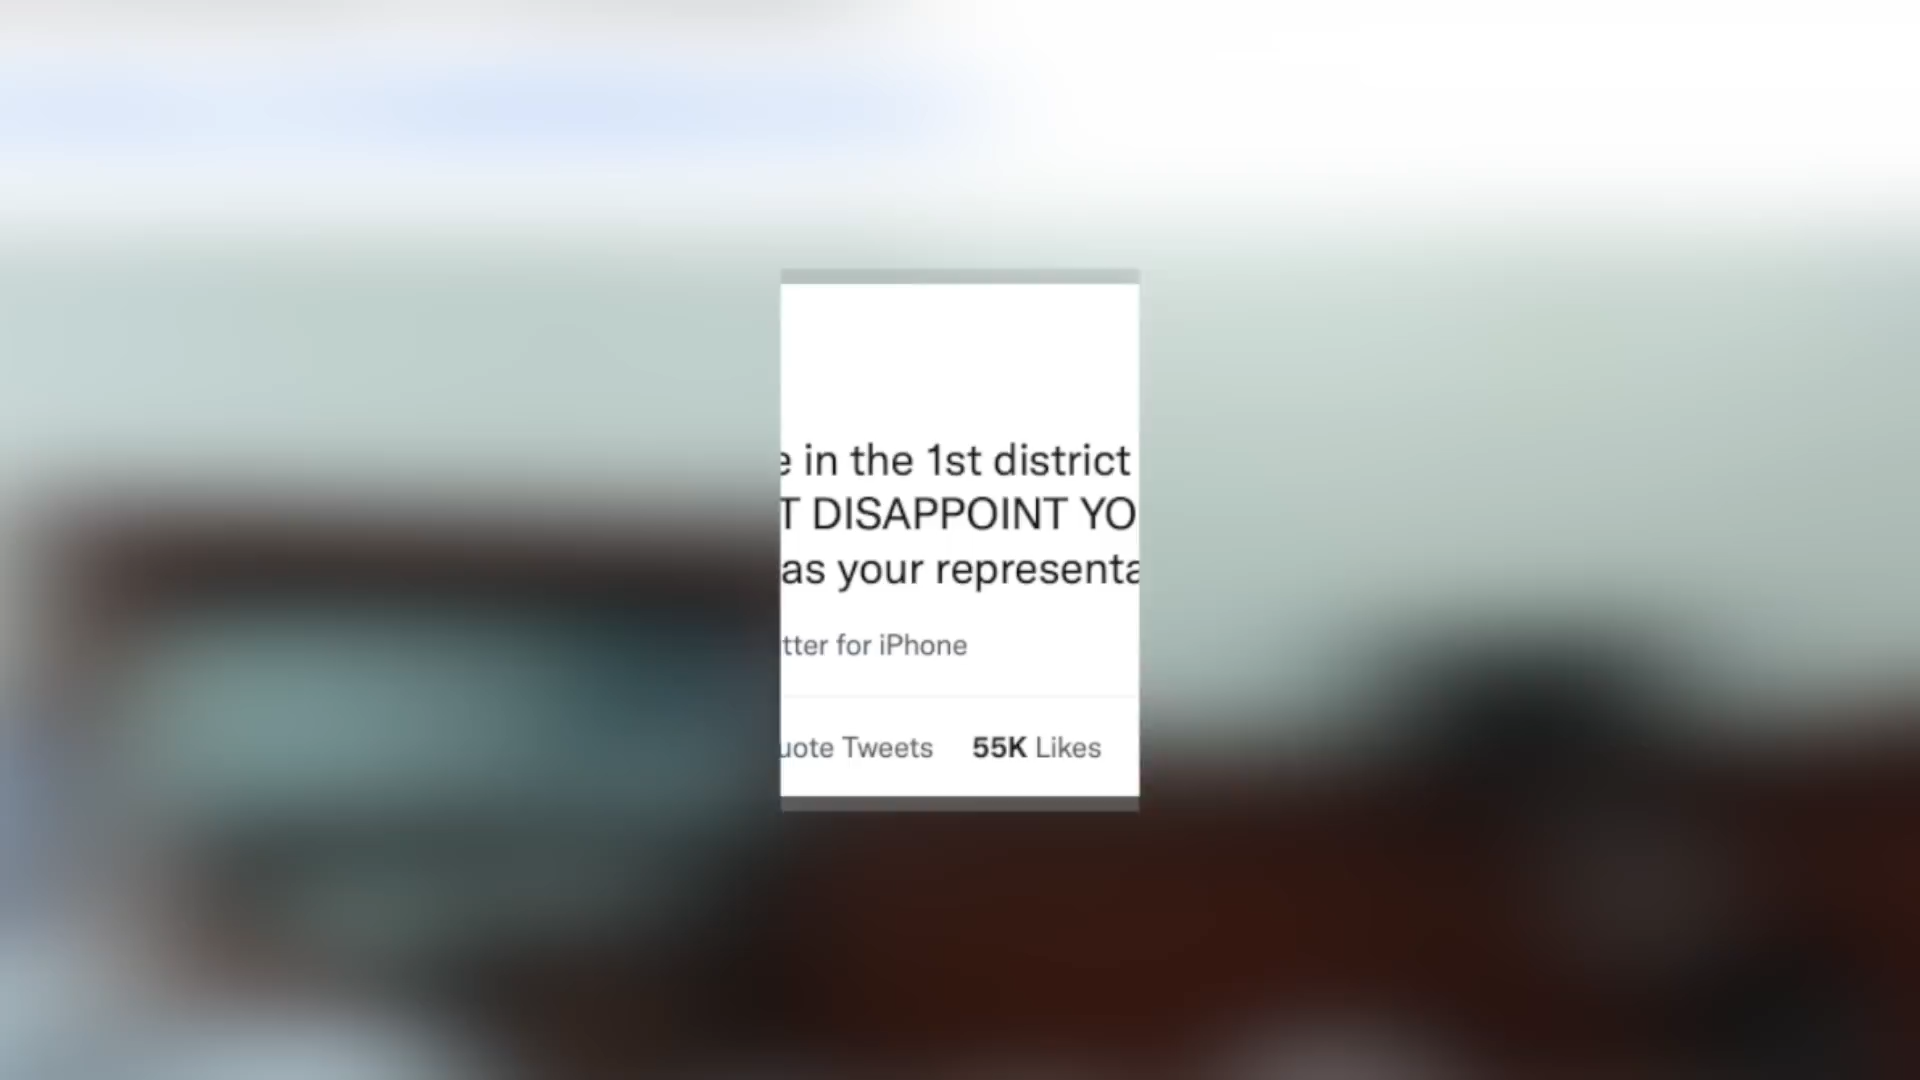 e in the 1st district
T DISAPPOINT YO
as your representa
tter for iPhone
uote Tweets 55K Likes